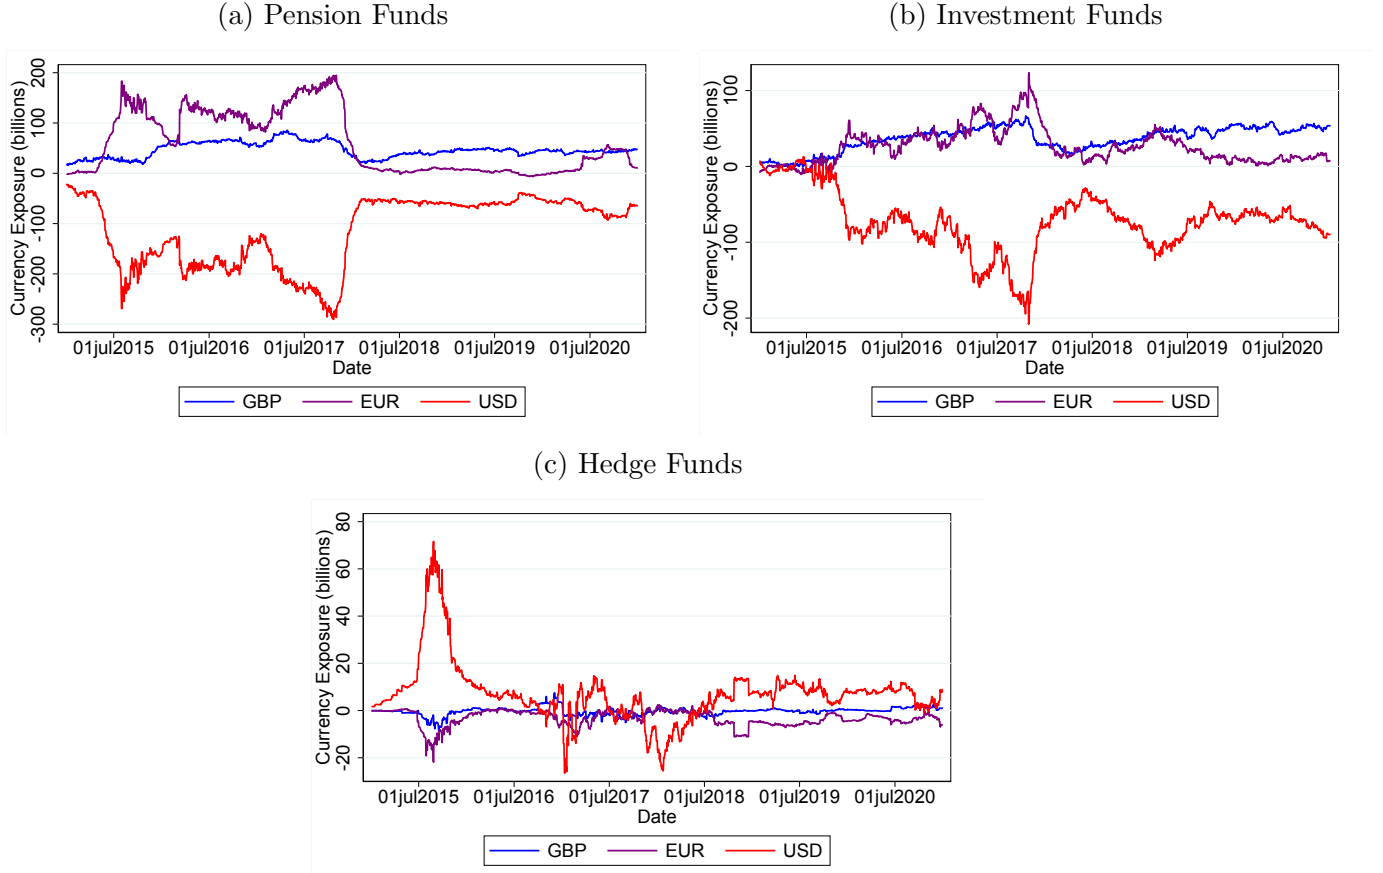 (a) Pension Funds
(b) Investment Funds
Currency Exposure (billions)
200
100
0
-100
-200
-300
01jul2015 01jul2016 01jul2017 01jul2018 01jul2019 01jul2020
Date
GBP EUR USD
Currency Exposure (billions)
100
0
-100
-200
01jul2015 01jul2016 01jul2017 01jul2018 01jul2019 01jul2020
Date
GBP EUR USD
(c) Hedge Funds
Currency Exposure (billions)
80
60
40
20
0
-20
01jul2015 01jul2016 01jul2017 01jul2018 01jul2019 01jul2020
Date
GBP EUR USD